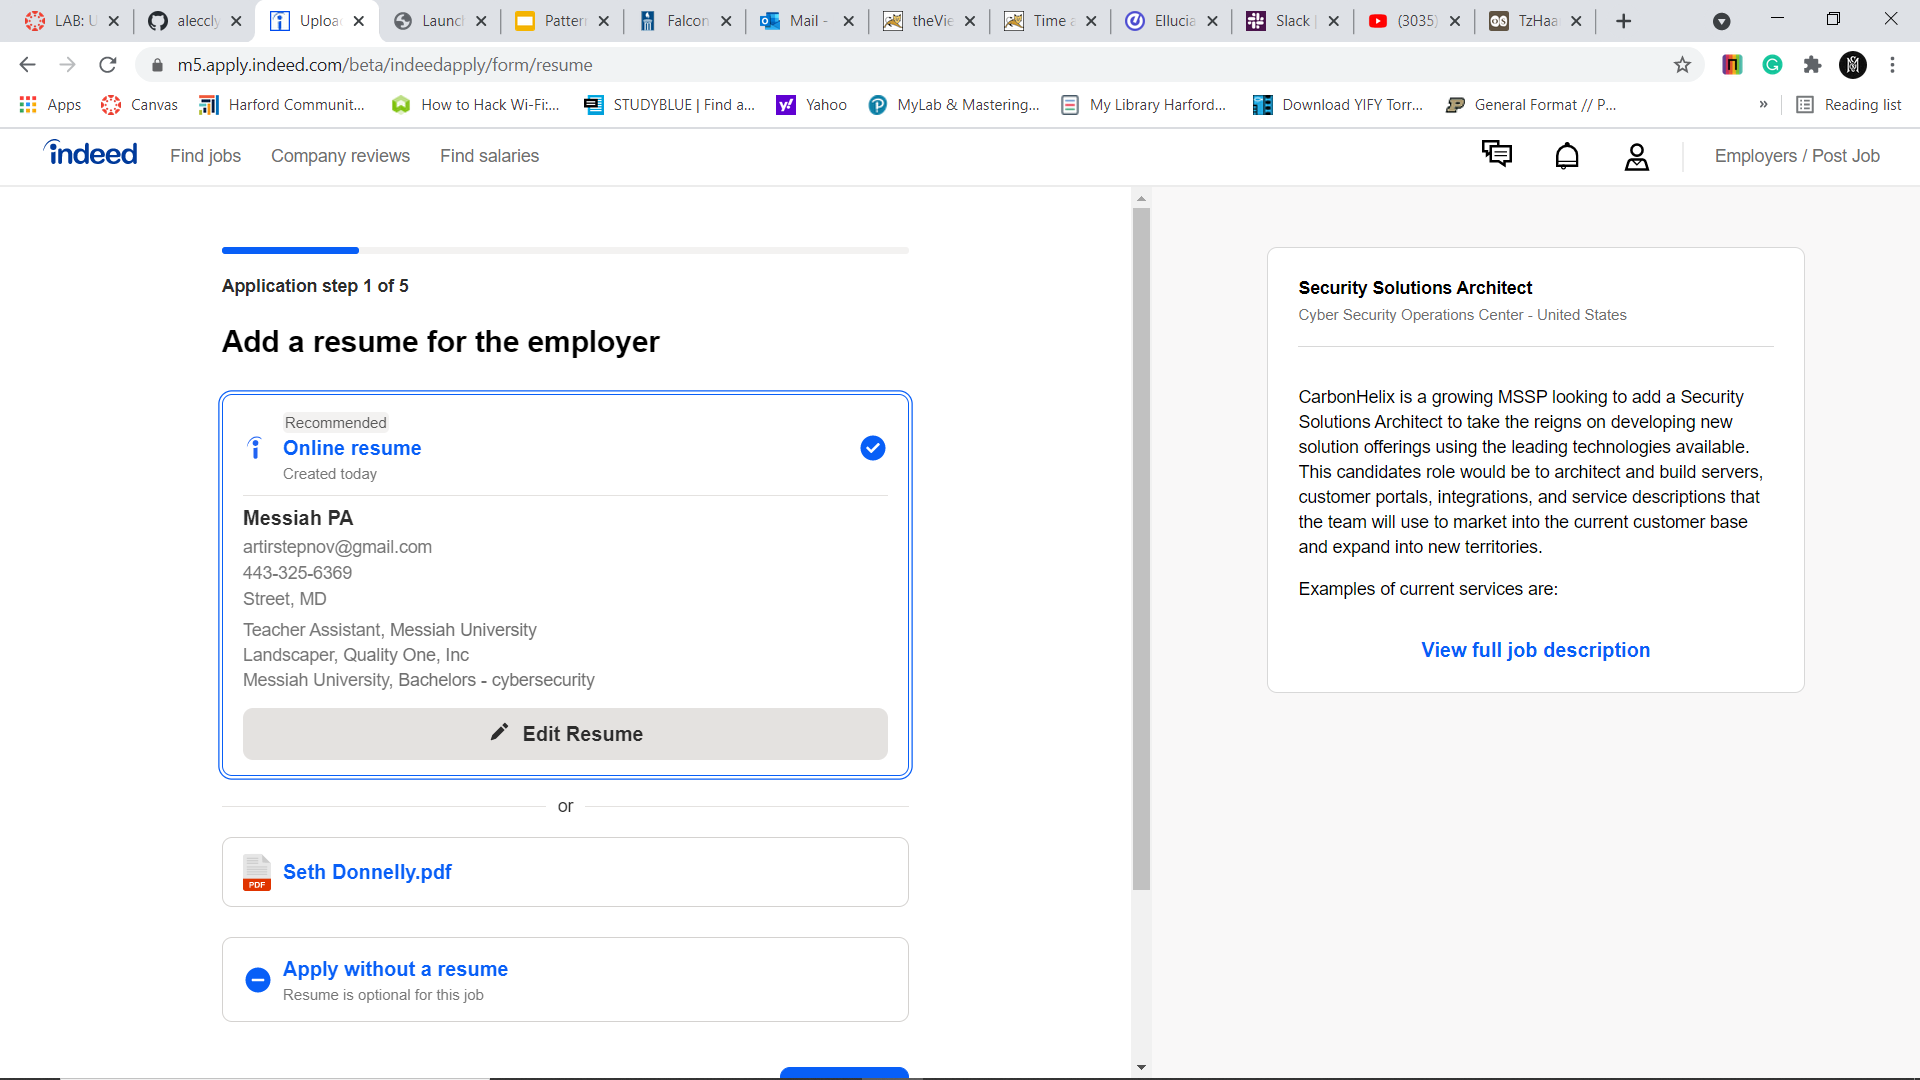 LAB: U
aleccly
Uploa
Launc
Patter
Falcon
Mail -
theVie
Time a
Ellucia
Slack |
(3035)
TzHaa
m5.apply.indeed.com/beta/indeedapply/form/resume
Apps
Canvas
Harford Communit...
How to Hack Wi-Fi:...
STUDYBLUE | Find a...
Yahoo
MyLab & Mastering...
My Library Harford...
Download YIFY Torr...
General Format // P...
»
Reading list
indeed
Find jobs
Company reviews
Find salaries
Employers / Post Job
Application step 1 of 5
Add a resume for the employer
Recommended
Online resume
Created today
Messiah PA
artirstepnov@gmail.com
443-325-6369
Street, MD
Teacher Assistant, Messiah University
Landscaper, Quality One, Inc
Messiah University, Bachelors - cybersecurity
Edit Resume
or
PDF
Seth Donnelly.pdf
Apply without a resume
Resume is optional for this job
Security Solutions Architect
Cyber Security Operations Center - United States
CarbonHelix is a growing MSSP looking to add a Security
Solutions Architect to take the reigns on developing new
solution offerings using the leading technologies available.
This candidates role would be to architect and build servers,
customer portals, integrations, and service descriptions that
the team will use to market into the current customer base
and expand into new territories.
Examples of current services are:
View full job description